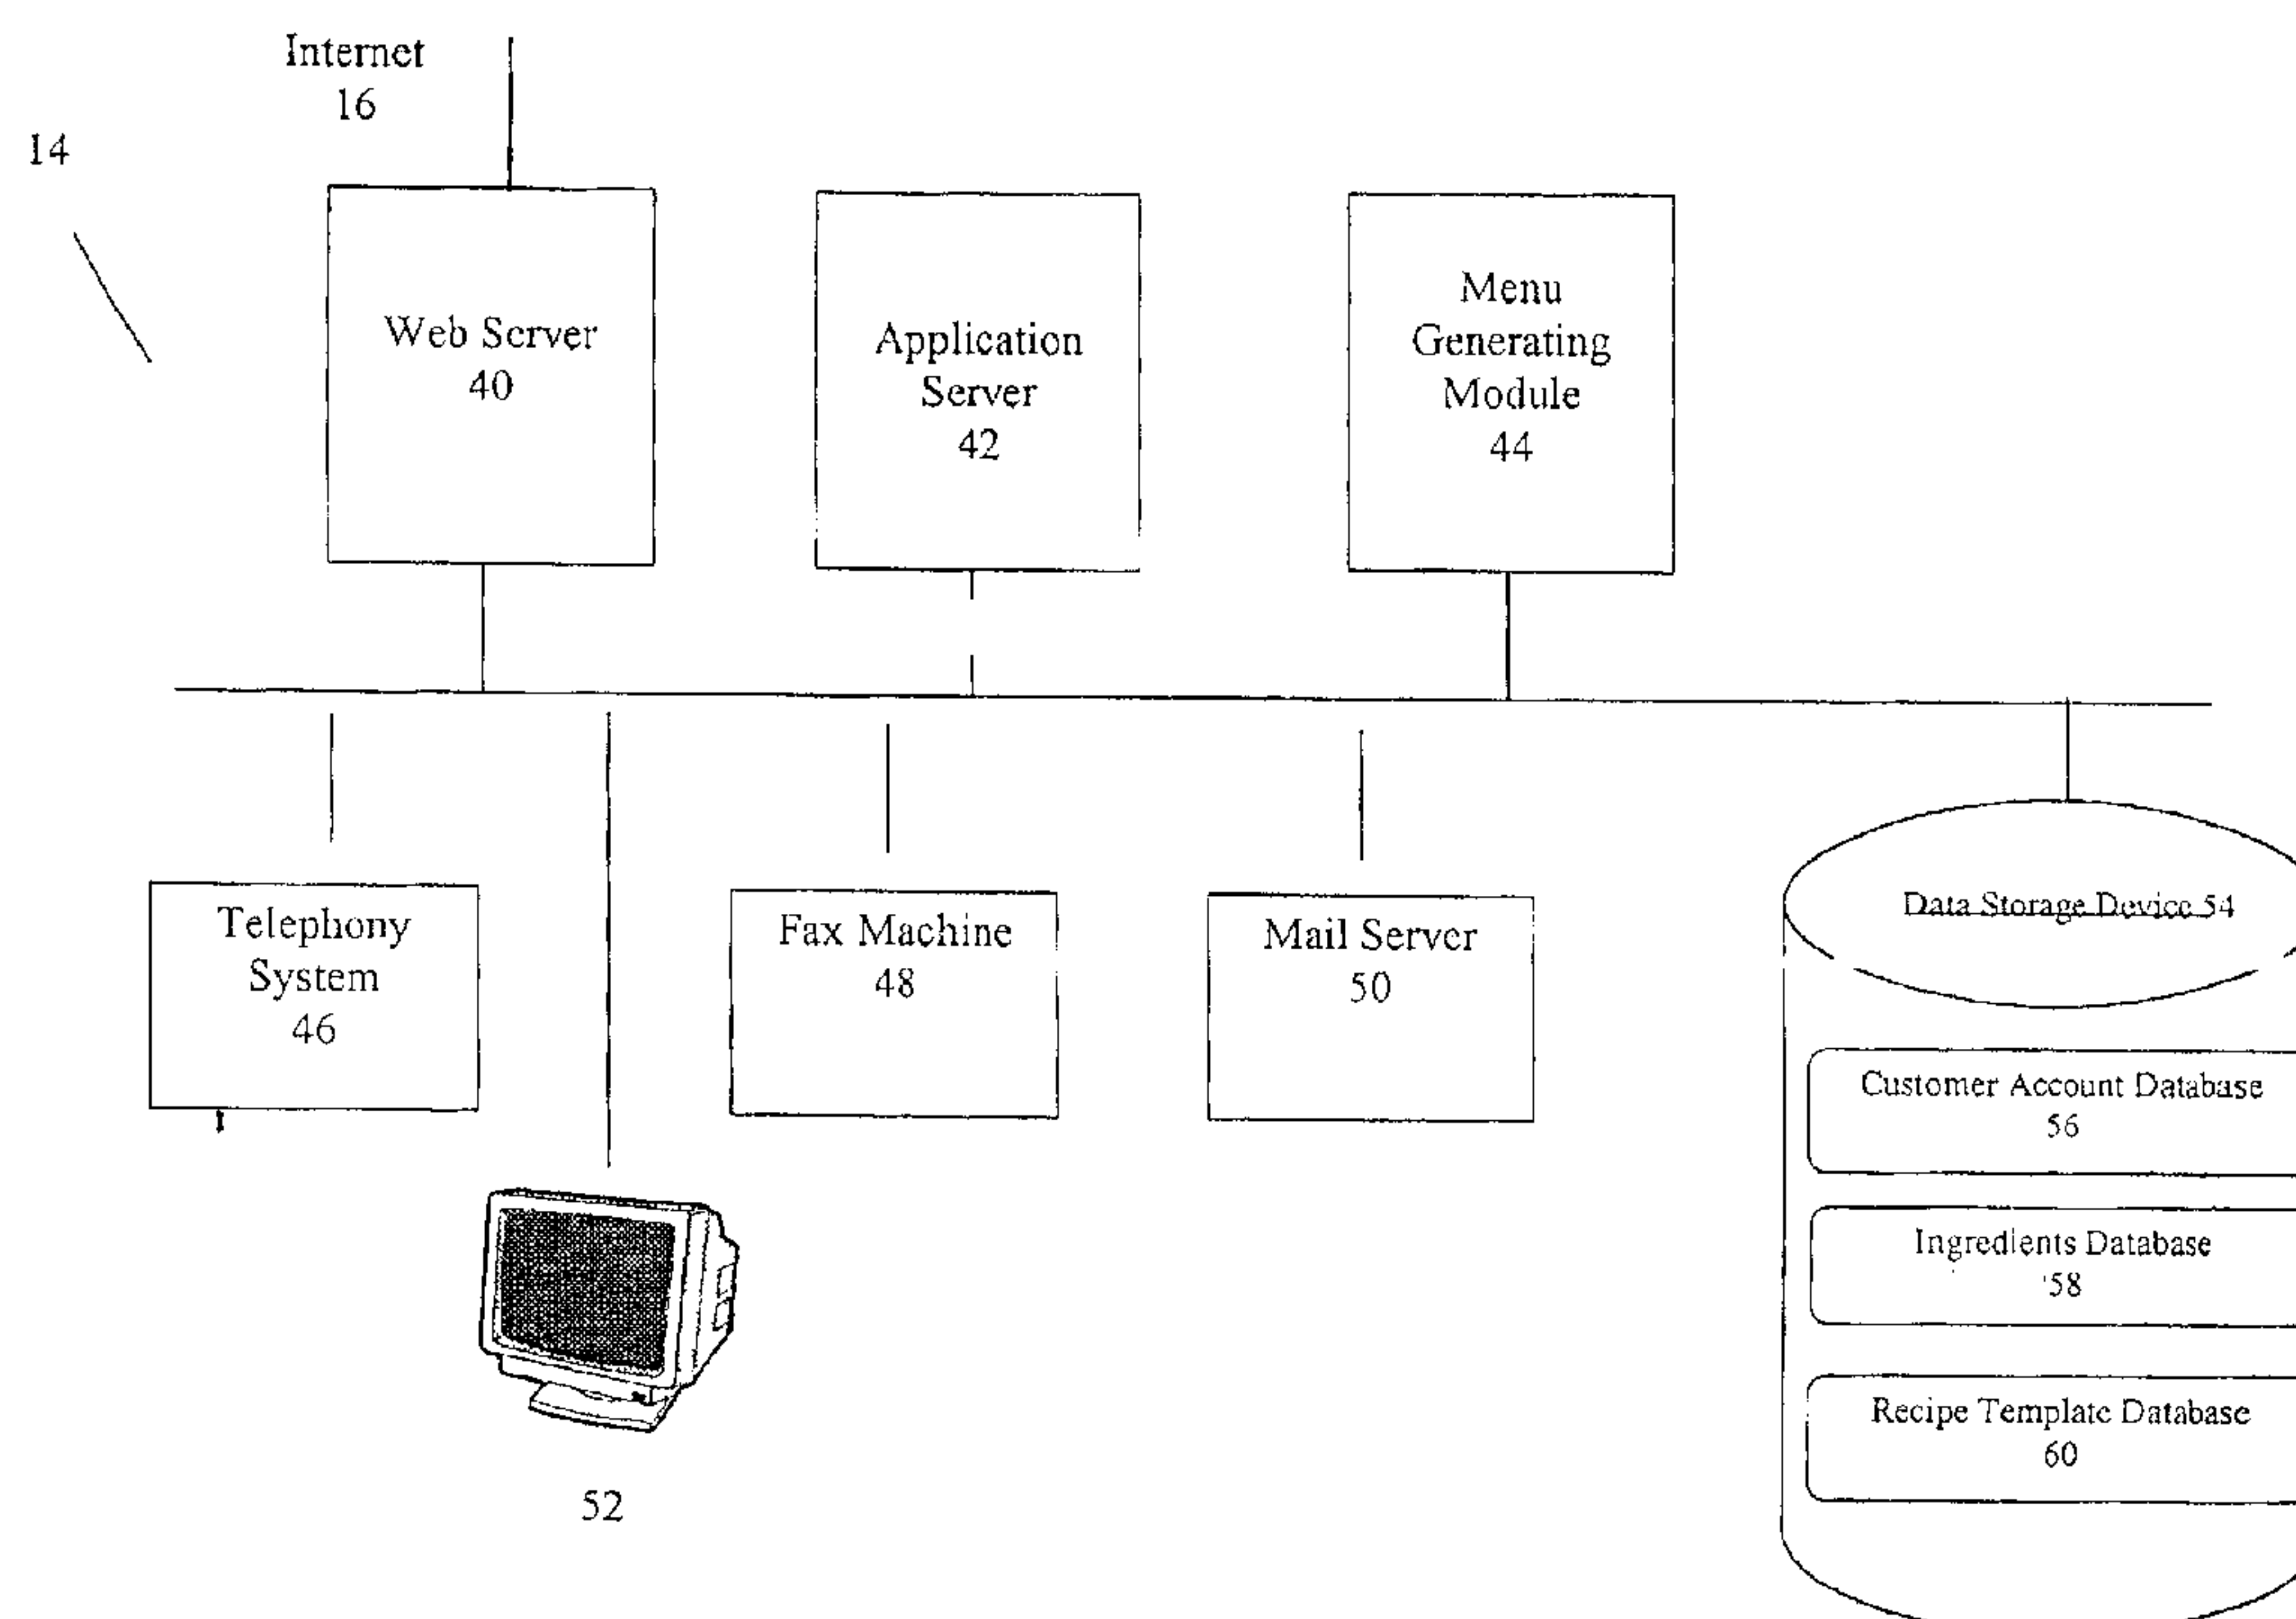 Internet
16
14
Web Server
40
Application
Server
42
Menu
Generating
Module
44
Telephony
System
46
Fax Machine
48
Mail Server
50
Data Storage Device 54
Customer Account Database
56
Ingredients Database
58
Recipe Template Database
60
52